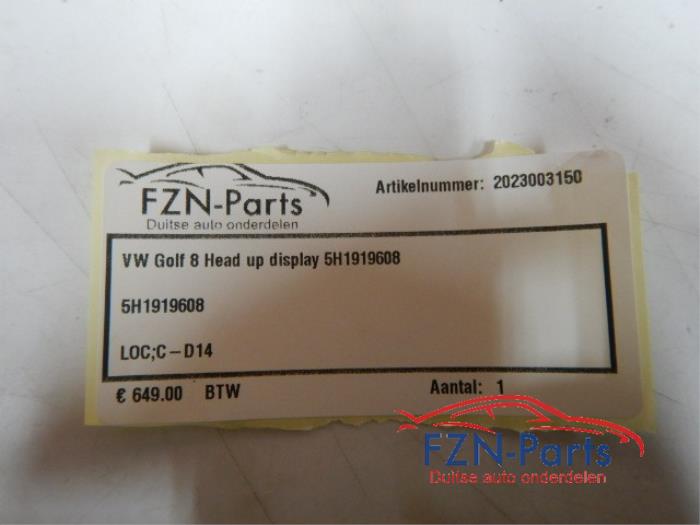 FZN-Parts
Duitse auto onderdelen
Artikelnummer: 2023003150
VW Golf 8 Head up display 5H1919608
5H1919608
LOC;C-D14
€ 649.00 BTW
Aantal: 1
FZN-Parts
Duitse auto onderdelen